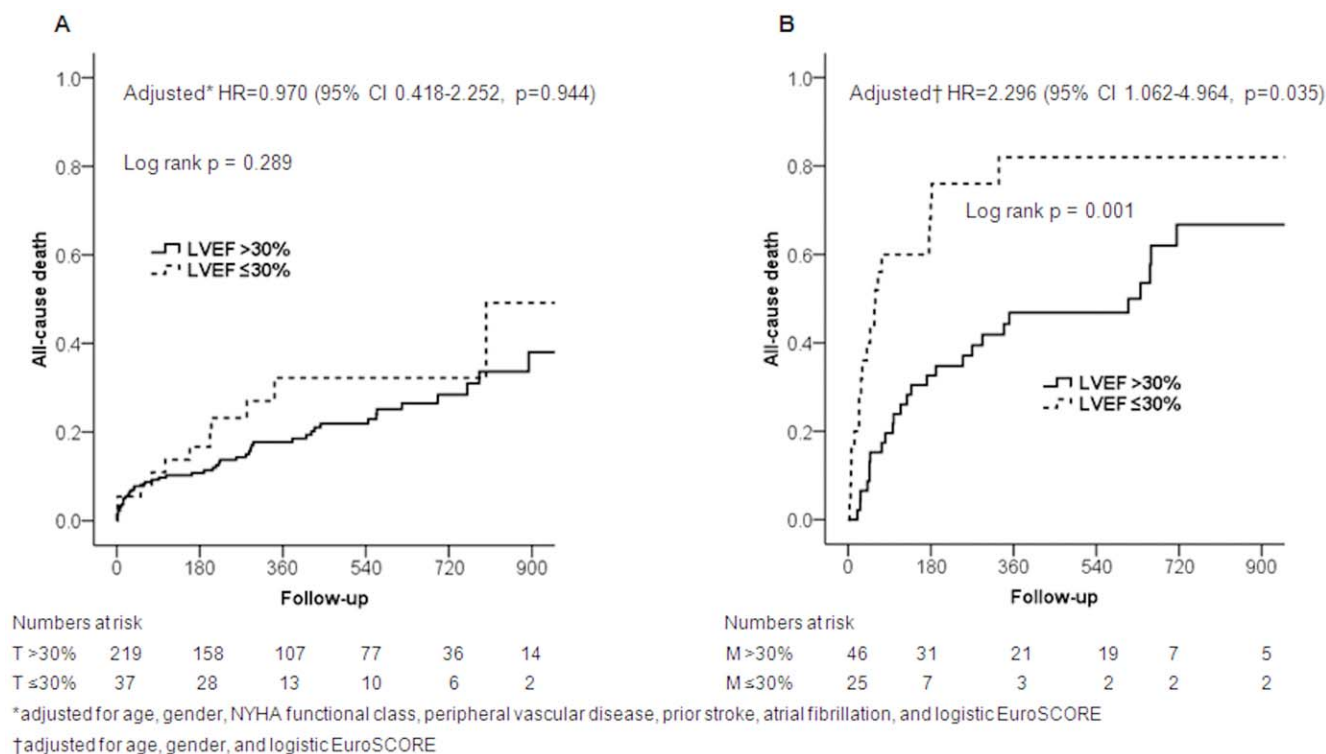 A
Adjusted* HR=0.970 (95% CI 0.418-2.252, p=0.944)
Log rank p = 0.289
LVEF >30%
LVEF ≤30%
All-cause death
1.0
0.8
0.6
0.4
0.2
0.0
0 180 360 540 720 900
Follow-up
Numbers at risk
T >30% 219 158 107 77 36 14
T ≤30% 37 28 13 10 6 2
B
Adjusted† HR=2.296 (95% CI 1.062-4.964, p=0.035)
Log rank p = 0.001
LVEF >30%
LVEF ≤30%
All-cause death
1.0
0.8
0.6
0.4
0.2
0.0
0 180 360 540 720 900
Follow-up
Numbers at risk
M >30% 46 31 21 19 7 5
M ≤30% 25 7 3 2 2 2
*adjusted for age, gender, NYHA functional class, peripheral vascular disease, prior stroke, atrial fibrillation, and logistic EuroSCORE
†adjusted for age, gender, and logistic EuroSCORE